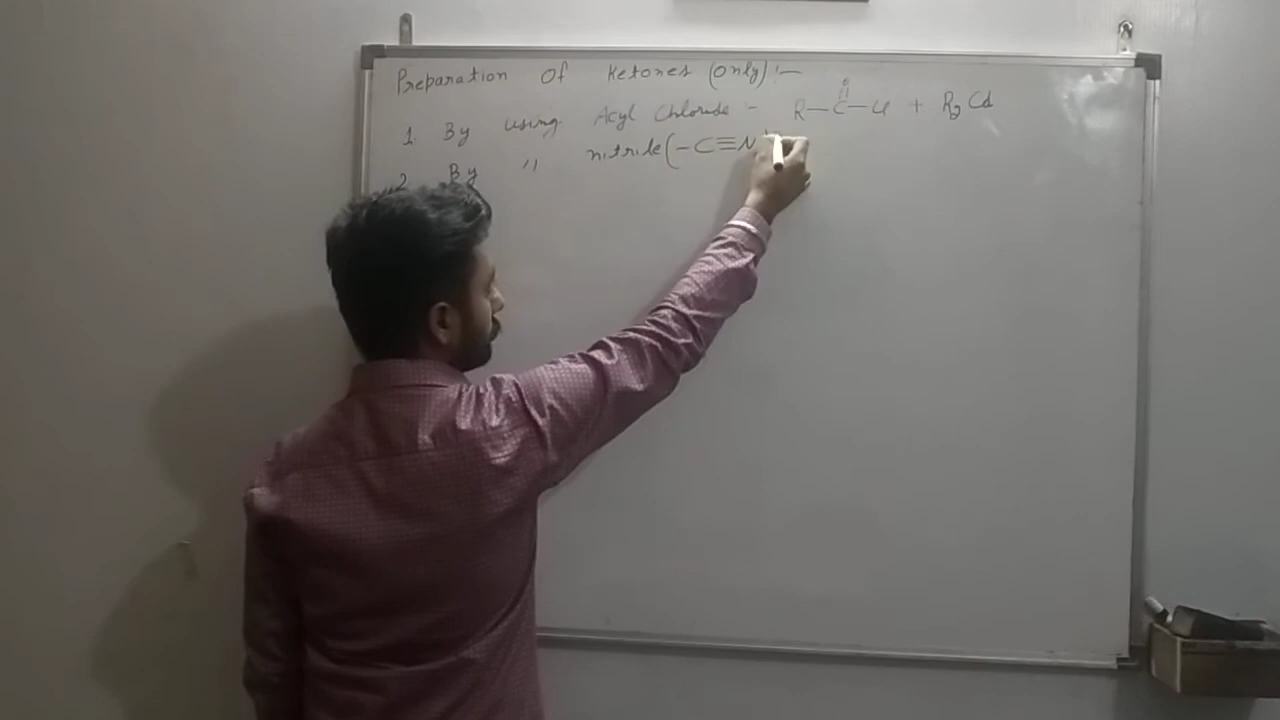 Preparation Of Ketones (only) :—
1. By using Acyl Chloride - R-C(=O)-Cl + R₂Cd
2. By " nitrile (-C≡N)